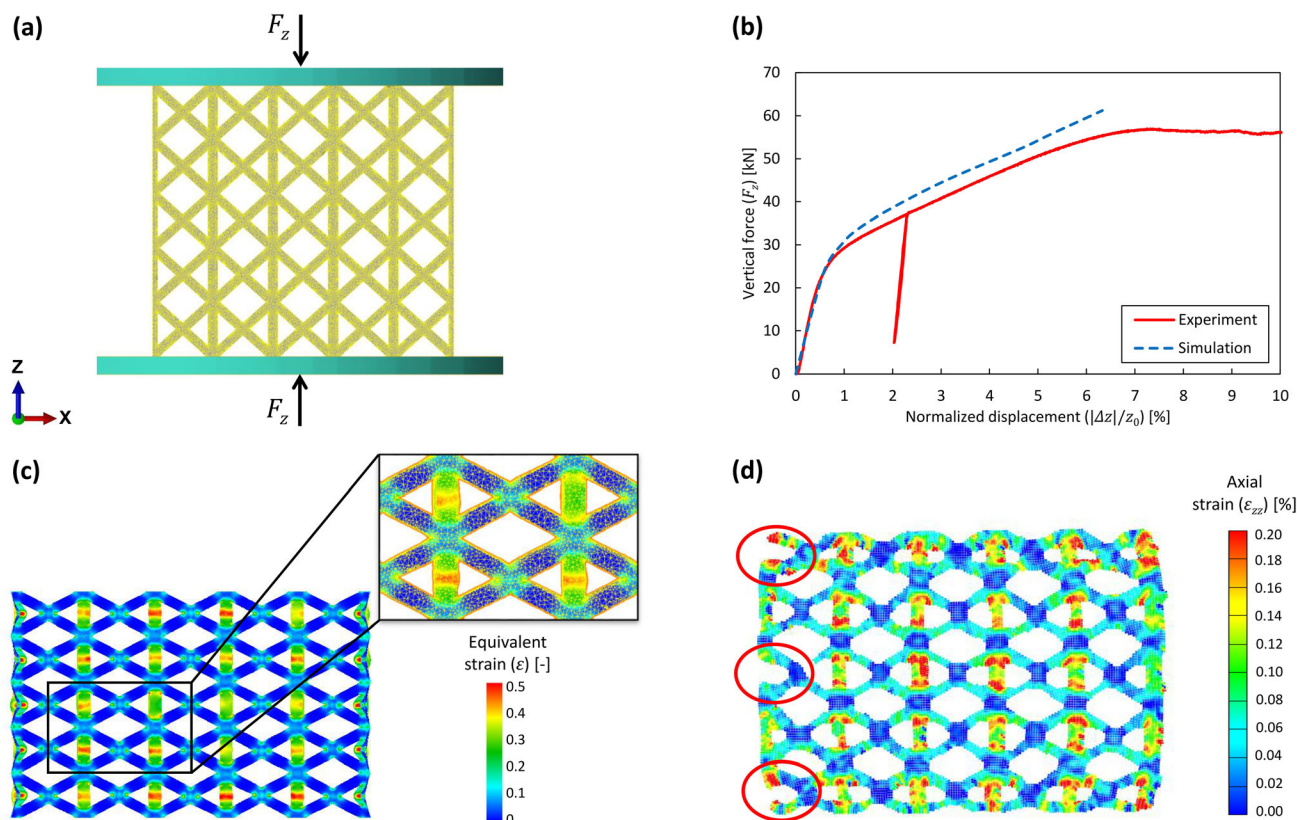 (a)
F_z
Z
X
F_z
(b)
Vertical force (F_z) [kN]
70
60
50
40
30
20
10
0
0 1 2 3 4 5 6 7 8 9 10
Normalized displacement (|Δz|/z_0) [%]
Experiment
Simulation
(c)
Equivalent
strain (ε) [-]
0.5
0.4
0.3
0.2
0.1
0
(d)
Axial
strain (ε_zz) [%]
0.20
0.18
0.16
0.14
0.12
0.10
0.08
0.06
0.04
0.02
0.00